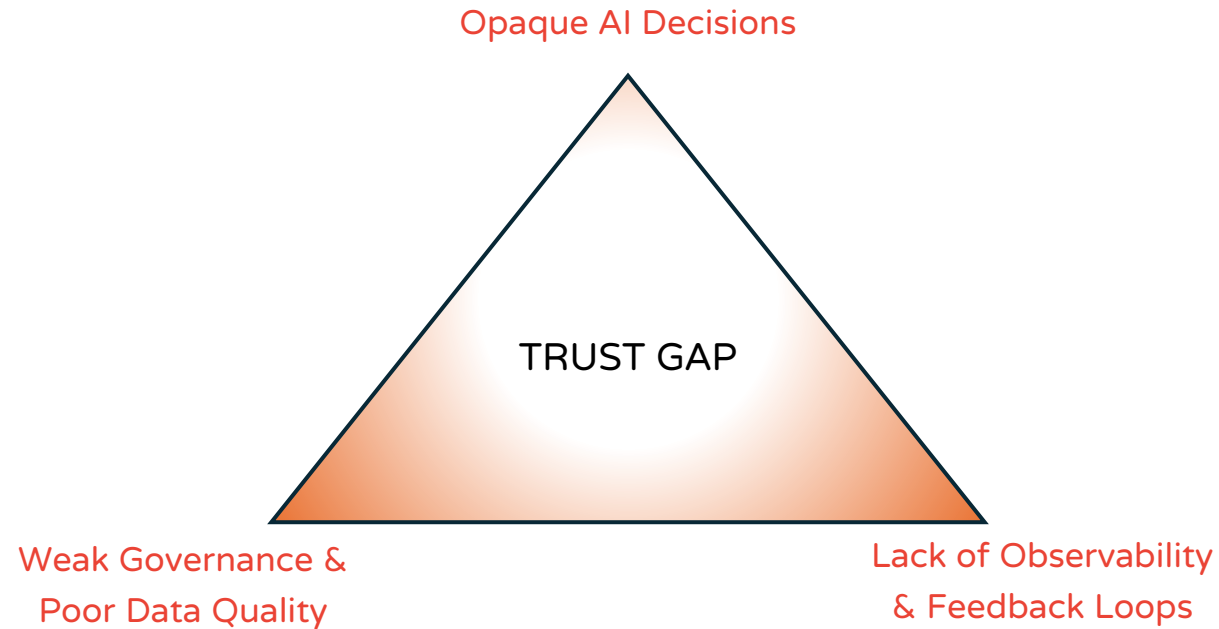 Opaque AI Decisions
TRUST GAP
Weak Governance &
Poor Data Quality
Lack of Observability
& Feedback Loops